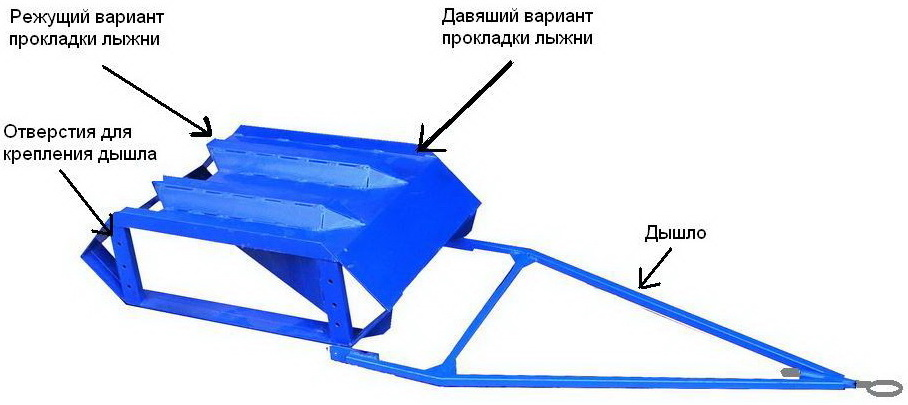 Режущий вариант
прокладки лыжни
Давяший вариант
прокладки лыжни
Отверстия для
крепления дышла
Дышло